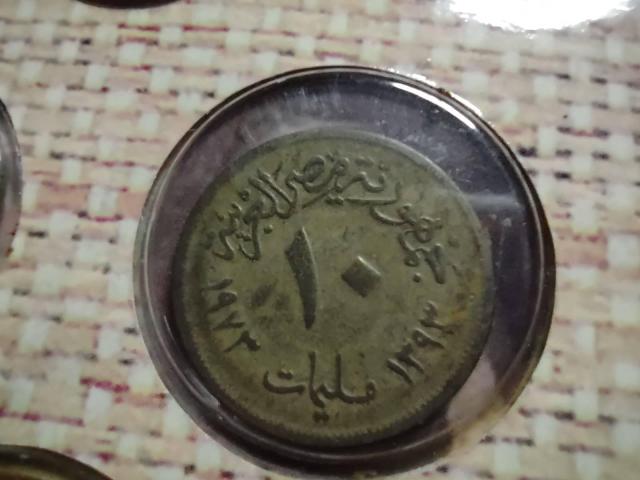 جمهورية مصر العربية
١٠
١٣٩٣ ١٩٧٣
مليمات